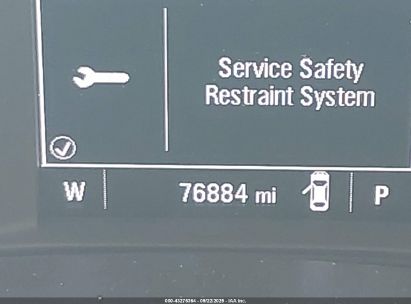 Service Safety
Restraint System
W 76884 mi P